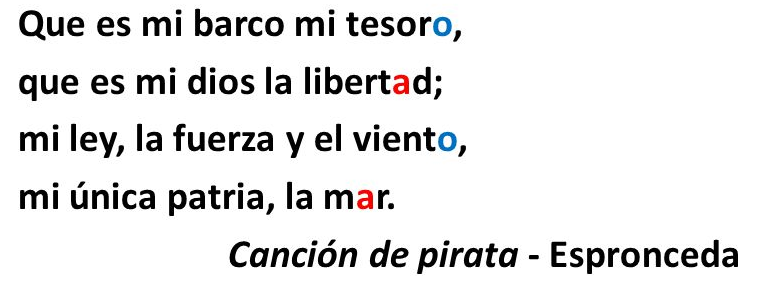 Que es mi barco mi tesoro,
que es mi dios la libertad;
mi ley, la fuerza y el viento,
mi única patria, la mar.
Canción de pirata - Espronceda